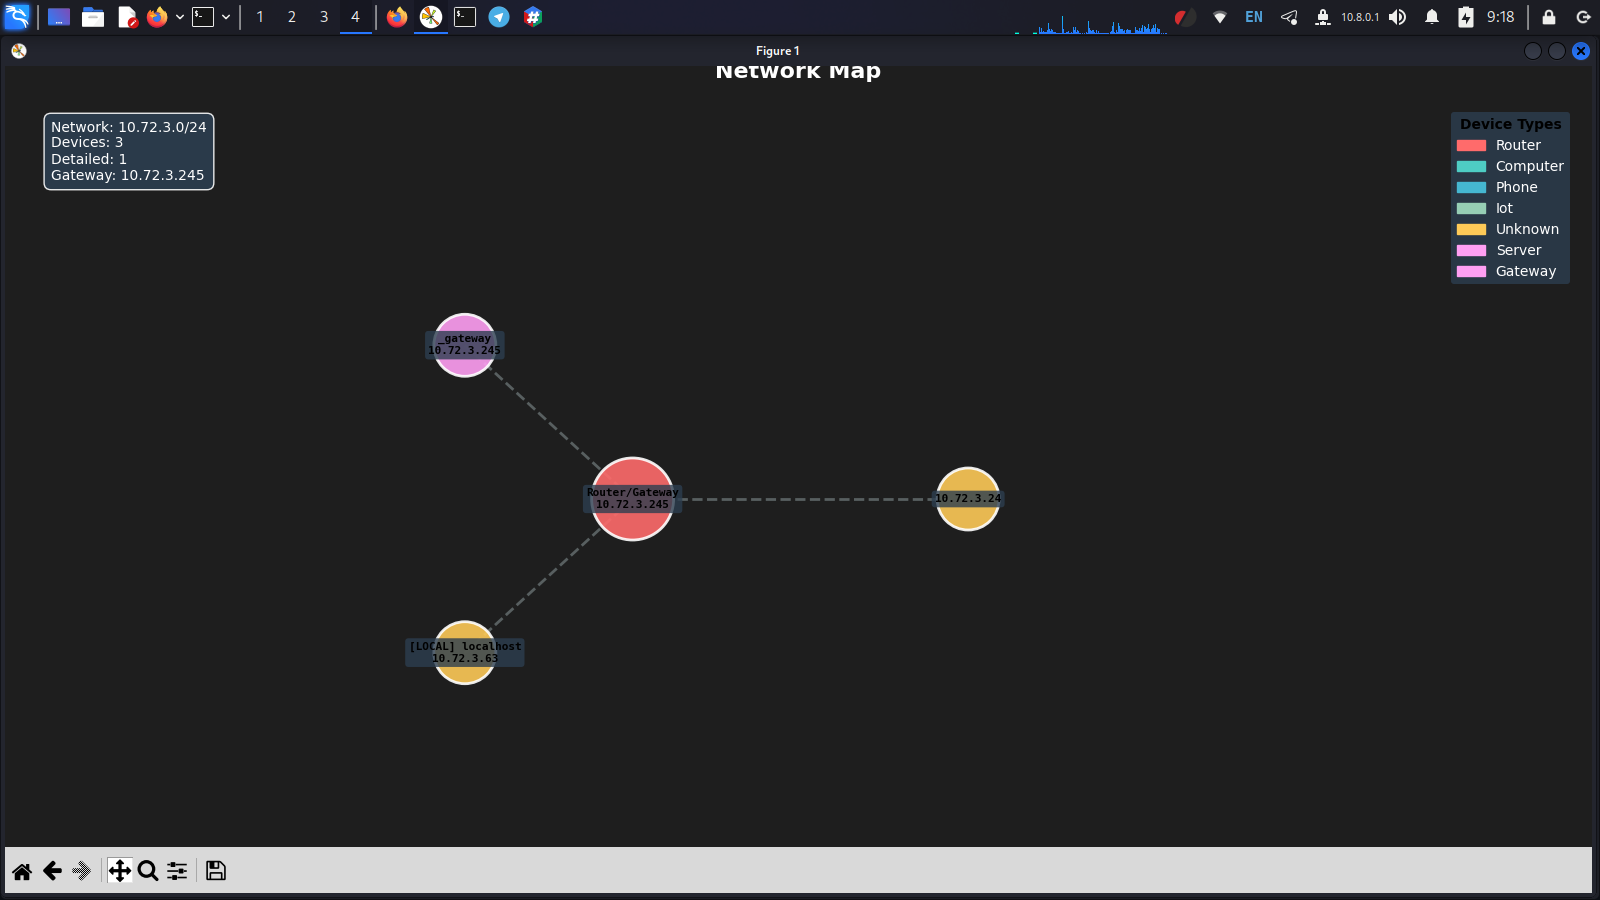 1 2 3 4
EN
10.8.0.1
9:18
Figure 1
Network Map
Network: 10.72.3.0/24
Devices: 3
Detailed: 1
Gateway: 10.72.3.245
Device Types
Router
Computer
Phone
Iot
Unknown
Server
Gateway
_gateway
10.72.3.245
Router/Gateway
10.72.3.245
10.72.3.24
[LOCAL] localhost
10.72.3.63